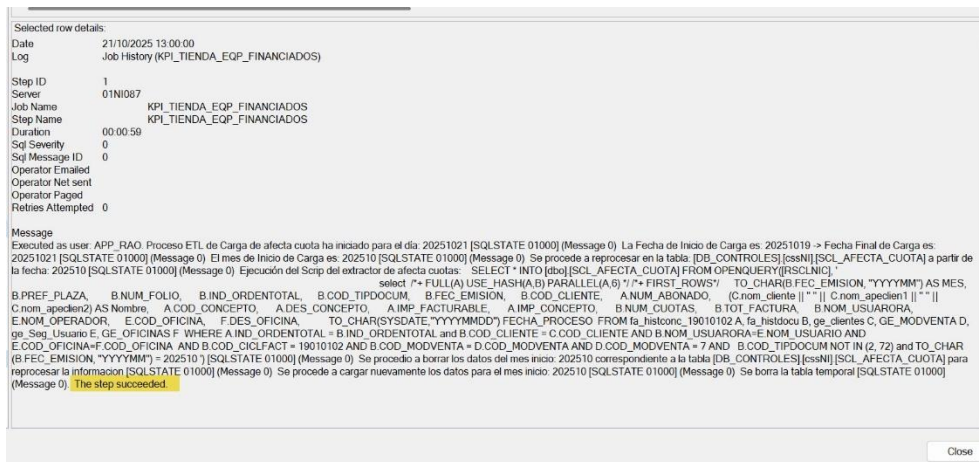 Selected row details:
Date 21/10/2025 13:00:00
Log Job History (KPI_TIENDA_EQP_FINANCIADOS)
Step ID 1
Server 01NI087
Job Name KPI_TIENDA_EQP_FINANCIADOS
Step Name KPI_TIENDA_EQP_FINANCIADOS
Duration 00:00:59
Sql Severity 0
Sql Message ID 0
Operator Emailed
Operator Net sent
Operator Paged
Retries Attempted 0
Message
Executed as user: APP_RAO. Proceso ETL de Carga de afecta cuota ha iniciado para el día: 20251021 [SQLSTATE 01000] (Message 0) La Fecha de Inicio de Carga es: 20251019 -> Fecha Final de Carga es:
20251021 [SQLSTATE 01000] (Message 0) El mes de Inicio de Carga es: 202510 [SQLSTATE 01000] (Message 0) Se procede a reprocesar en la tabla: [DB_CONTROLES].[cssNI].[SCL_AFECTA_CUOTA] a partir de
la fecha: 202510 [SQLSTATE 01000] (Message 0) Ejecución del Scrip del extractor de afecta cuotas: SELECT * INTO [dbo].[SCL_AFECTA_CUOTA] FROM OPENQUERY([RSCLNIC], '
select /*+ FULL(A) USE_HASH(A,B) PARALLEL(A,6) */ /*+ FIRST_ROWS*/ TO_CHAR(B.FEC_EMISION, "YYYYMM") AS MES,
B.PREF_PLAZA, B.NUM_FOLIO, B.IND_ORDENTOTAL, B.COD_TIPDOCUM, B.FEC_EMISION, B.COD_CLIENTE, A.NUM_ABONADO, (C.nom_cliente || " " || C.nom_apeclien1 || " " ||
C.nom_apeclien2) AS Nombre, A.COD_CONCEPTO, A.DES_CONCEPTO, A.IMP_FACTURABLE, A.IMP_CONCEPTO, B.NUM_CUOTAS, B.TOT_FACTURA, B.NOM_USUARORA,
E.NOM_OPERADOR, E.COD_OFICINA, F.DES_OFICINA, TO_CHAR(SYSDATE,"YYYYMMDD") FECHA_PROCESO FROM fa_histconc_19010102 A, fa_histdocu B, ge_clientes C, GE_MODVENTA D,
ge_Seg_Usuario E, GE_OFICINAS F WHERE A.IND_ORDENTOTAL = B.IND_ORDENTOTAL and B.COD_CLIENTE = C.COD_CLIENTE AND B.NOM_USUARORA=E.NOM_USUARIO AND
E.COD_OFICINA=F.COD_OFICINA AND B.COD_CICLFACT = 19010102 AND B.COD_MODVENTA = D.COD_MODVENTA AND D.COD_MODVENTA = 7 AND B.COD_TIPDOCUM NOT IN (2, 72) and TO_CHAR
(B.FEC_EMISION, "YYYYMM") = 202510 ') [SQLSTATE 01000] (Message 0) Se procedio a borrar los datos del mes inicio: 202510 correspondiente a la tabla [DB_CONTROLES].[cssNI].[SCL_AFECTA_CUOTA] para
reprocesar la informacion [SQLSTATE 01000] (Message 0) Se procede a cargar nuevamente los datos para el mes inicio: 202510 [SQLSTATE 01000] (Message 0) Se borra la tabla temporal [SQLSTATE 01000]
(Message 0). The step succeeded.
Close